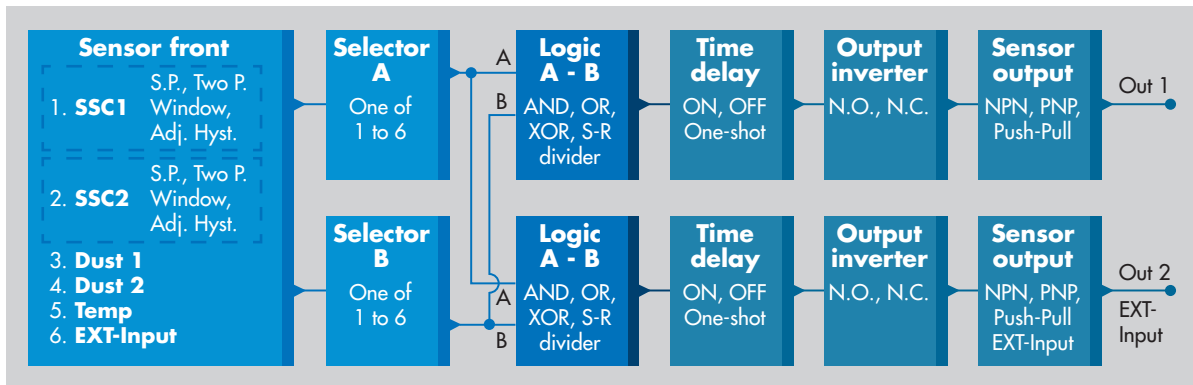 Sensor front
1. SSC1
S.P., Two P.
Window,
Adj. Hyst.
2. SSC2
S.P., Two P.
Window,
Adj. Hyst.
3. Dust 1
4. Dust 2
5. Temp
6. EXT-Input
Selector
A
One of
1 to 6
A
B
Logic
A - B
AND, OR,
XOR, S-R
divider
Time
delay
ON, OFF
One-shot
Output
inverter
N.O., N.C.
Sensor
output
NPN, PNP,
Push-Pull
Out 1
Selector
B
One of
1 to 6
A
B
Logic
A - B
AND, OR,
XOR, S-R
divider
Time
delay
ON, OFF
One-shot
Output
inverter
N.O., N.C.
Sensor
output
NPN, PNP,
Push-Pull
EXT-Input
Out 2
EXT-
Input